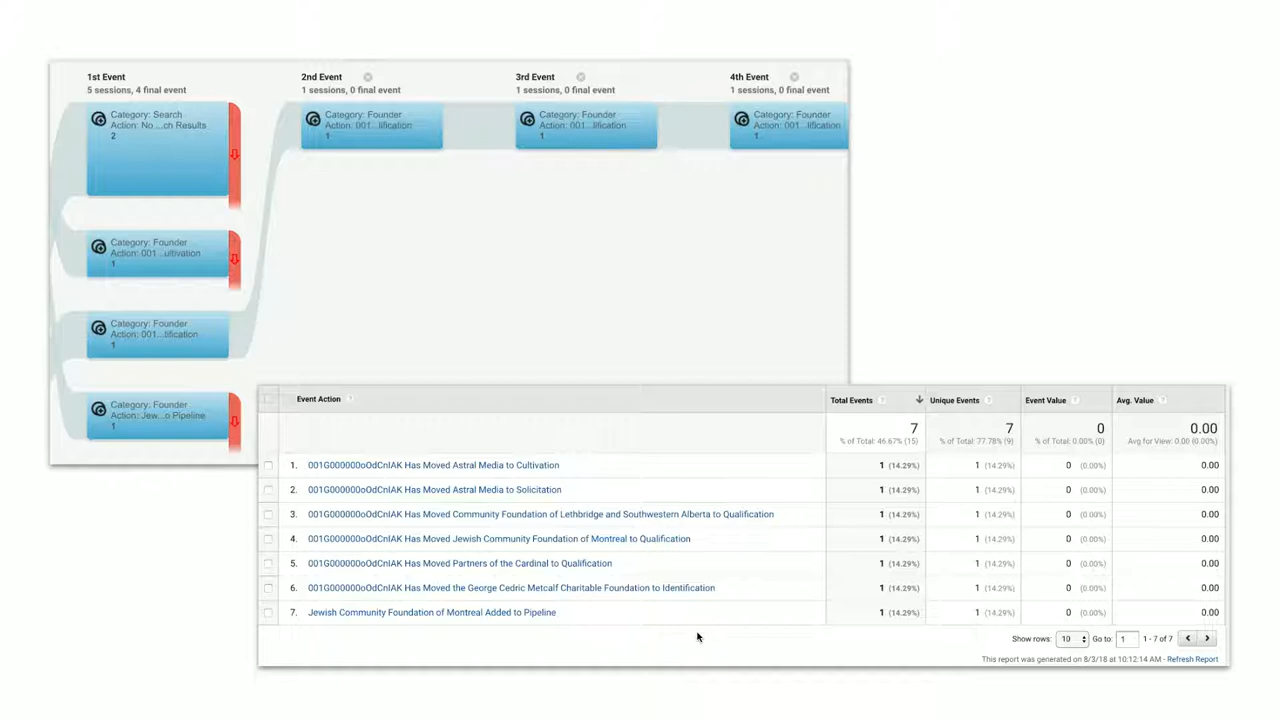 1st Event
5 sessions, 4 final event
2nd Event
1 sessions, 0 final event
3rd Event
1 sessions, 0 final event
4th Event
1 sessions, 0 final event
Category: Search
Action: No ...ch Results
2
Category: Founder
Action: 001...lification
1
Category: Founder
Action: 001...lification
1
Category: Founder
Action: 001...lification
1
Category: Founder
Action: 001...ultivation
1
Category: Founder
Action: 001...lification
1
Category: Founder
Action: Jew...o Pipeline
1
Event Action ? Total Events ? Unique Events ? Event Value ? Avg. Value ?
7 7 0 0.00
% of Total: 46.67% (15) % of Total: 77.78% (9) % of Total: 0.00% (0) Avg for View: 0.00 (0.00%)
1. 001G000000oOdCnIAK Has Moved Astral Media to Cultivation 1 (14.29%) 1 (14.29%) 0 (0.00%) 0.00
2. 001G000000oOdCnIAK Has Moved Astral Media to Solicitation 1 (14.29%) 1 (14.29%) 0 (0.00%) 0.00
3. 001G000000oOdCnIAK Has Moved Community Foundation of Lethbridge and Southwestern Alberta to Qualification 1 (14.29%) 1 (14.29%) 0 (0.00%) 0.00
4. 001G000000oOdCnIAK Has Moved Jewish Community Foundation of Montreal to Qualification 1 (14.29%) 1 (14.29%) 0 (0.00%) 0.00
5. 001G000000oOdCnIAK Has Moved Partners of the Cardinal to Qualification 1 (14.29%) 1 (14.29%) 0 (0.00%) 0.00
6. 001G000000oOdCnIAK Has Moved the George Cedric Metcalf Charitable Foundation to Identification 1 (14.29%) 1 (14.29%) 0 (0.00%) 0.00
7. Jewish Community Foundation of Montreal Added to Pipeline 1 (14.29%) 1 (14.29%) 0 (0.00%) 0.00
Show rows: 10 Go to: 1 1 - 7 of 7
This report was generated on 8/3/18 at 10:12:14 AM - Refresh Report